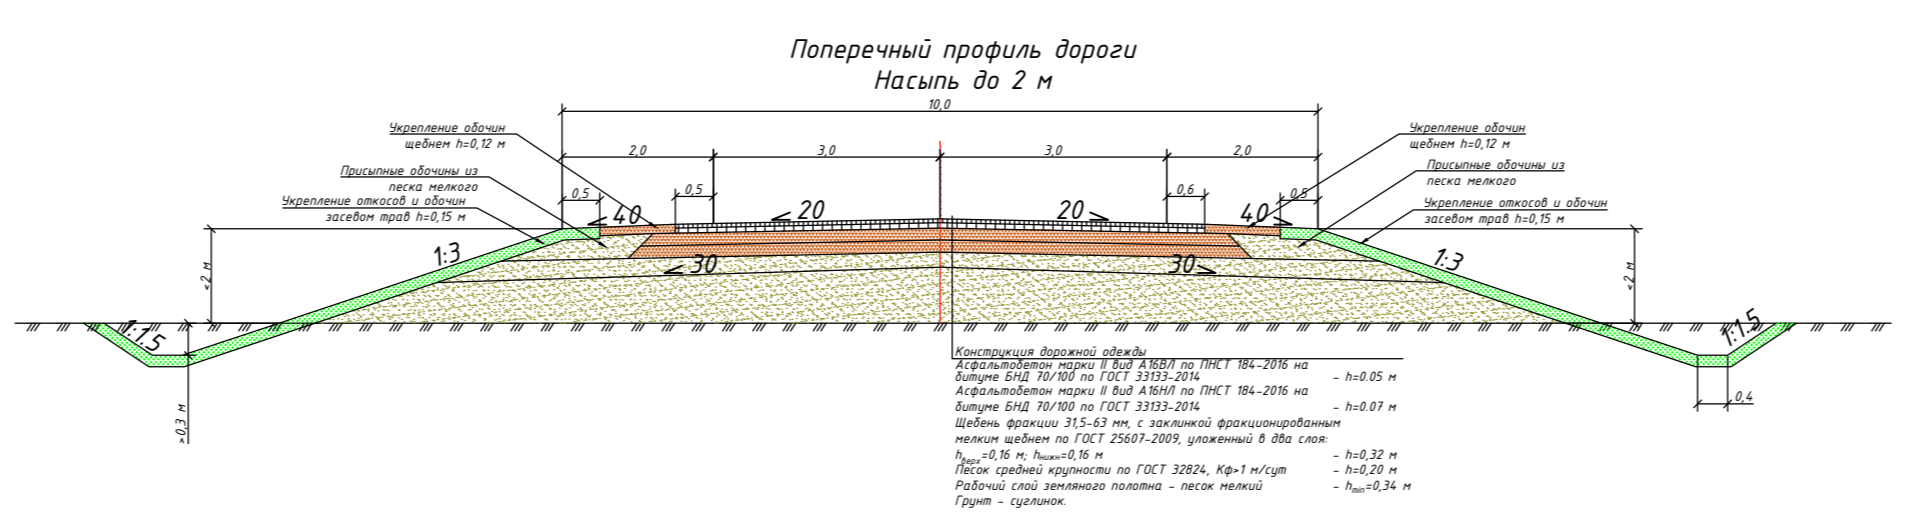 Поперечный профиль дороги
Насыпь до 2 м
10,0
Укрепление обочин
щебнем h=0,12 м
Укрепление обочин
щебнем h=0,12 м
2,0
3,0
3,0
2,0
Присыпные обочины из
песка мелкого
Присыпные обочины из
песка мелкого
0,5
0,5
0,6
0,5
Укрепление откосов и обочин
засевом трав h=0,15 м
Укрепление откосов и обочин
засевом трав h=0,15 м
40
20
20
40
1:3
30
30
1:3
<2 м
<2 м
1:1.5
1:1.5
>0,3 м
0,4
Конструкция дорожной одежды
Асфальтобетон марки II вид А16ВЛ по ПНСТ 184-2016 на
битуме БНД 70/100 по ГОСТ 33133-2014 - h=0.05 м
Асфальтобетон марки II вид А16НЛ по ПНСТ 184-2016 на
битуме БНД 70/100 по ГОСТ 33133-2014 - h=0.07 м
Щебень фракции 31,5-63 мм, с заклинкой фракционированным
мелким щебнем по ГОСТ 25607-2009, уложенный в два слоя:
hверх=0,16 м; hнижн=0,16 м - h=0,32 м
Песок средней крупности по ГОСТ 32824, Кф>1 м/сут - h=0,20 м
Рабочий слой земляного полотна - песок мелкий - hmin=0,34 м
Грунт - суглинок.